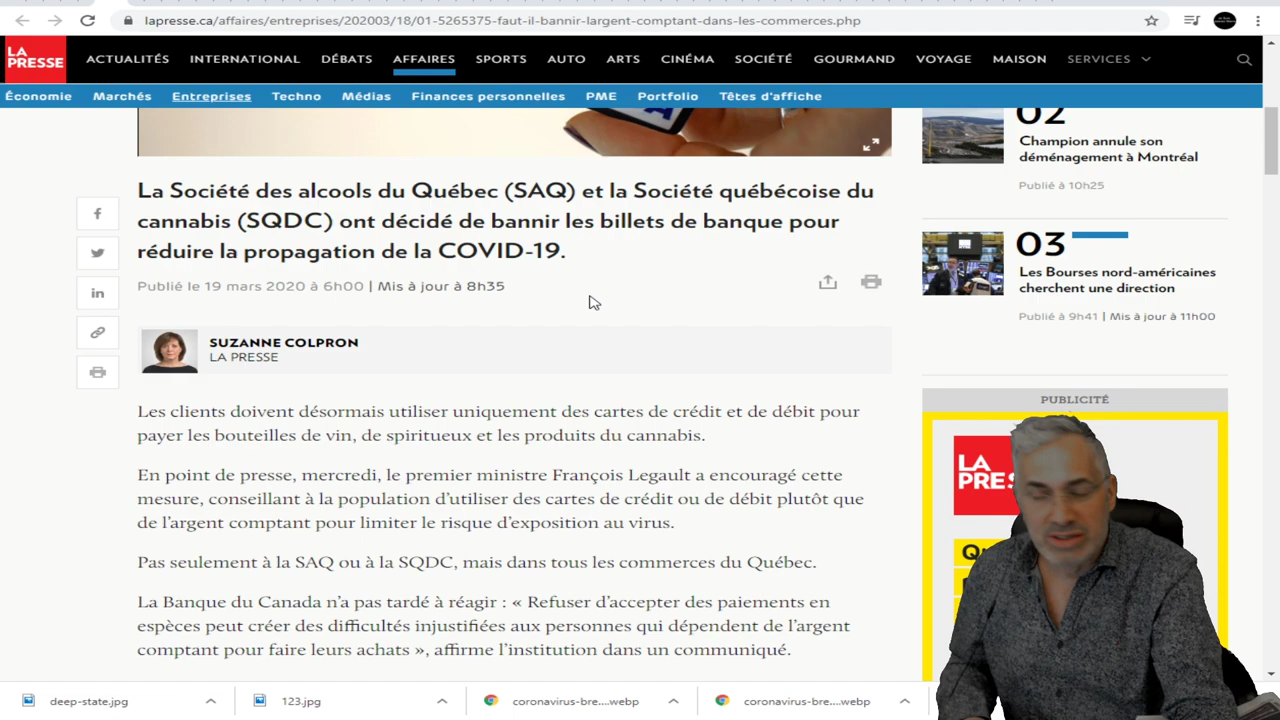 lapresse.ca/affaires/entreprises/202003/18/01-5265375-faut-il-bannir-largent-comptant-dans-les-commerces.php
LA
PRESSE
ACTUALITÉS INTERNATIONAL DÉBATS AFFAIRES SPORTS AUTO ARTS CINÉMA SOCIÉTÉ GOURMAND VOYAGE MAISON SERVICES
Économie Marchés Entreprises Techno Médias Finances personnelles PME Portfolio Têtes d'affiche
La Société des alcools du Québec (SAQ) et la Société québécoise du
cannabis (SQDC) ont décidé de bannir les billets de banque pour
réduire la propagation de la COVID-19.
Publié le 19 mars 2020 à 6h00 | Mis à jour à 8h35
SUZANNE COLPRON
LA PRESSE
Les clients doivent désormais utiliser uniquement des cartes de crédit et de débit pour
payer les bouteilles de vin, de spiritueux et les produits du cannabis.
En point de presse, mercredi, le premier ministre François Legault a encouragé cette
mesure, conseillant à la population d'utiliser des cartes de crédit ou de débit plutôt que
de l'argent comptant pour limiter le risque d'exposition au virus.
Pas seulement à la SAQ ou à la SQDC, mais dans tous les commerces du Québec.
La Banque du Canada n'a pas tardé à réagir : « Refuser d'accepter des paiements en
espèces peut créer des difficultés injustifiées aux personnes qui dépendent de l'argent
comptant pour faire leurs achats », affirme l'institution dans un communiqué.
02
Champion annule son
déménagement à Montréal
Publié à 10h25
03
Les Bourses nord-américaines
cherchent une direction
Publié à 9h41 | Mis à jour à 11h00
PUBLICITÉ
LA
PRES
Qu
deep-state.jpg
123.jpg
coronavirus-bre....webp
coronavirus-bre....webp